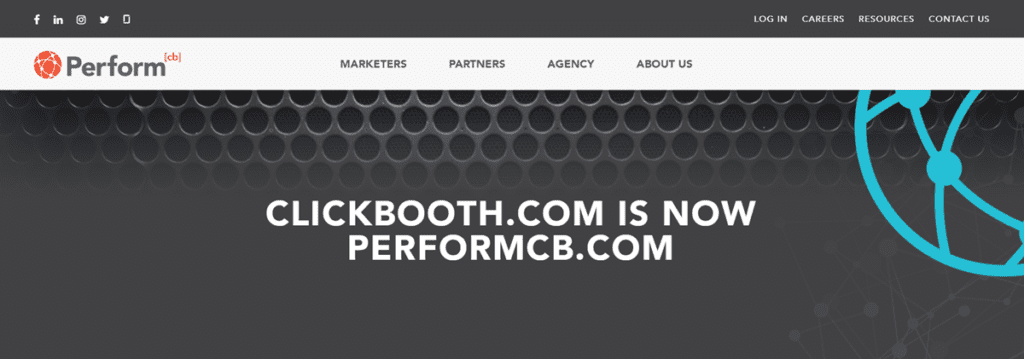 LOG IN CAREERS RESOURCES CONTACT US
Perform[cb]
MARKETERS PARTNERS AGENCY ABOUT US
CLICKBOOTH.COM IS NOW
PERFORMCB.COM